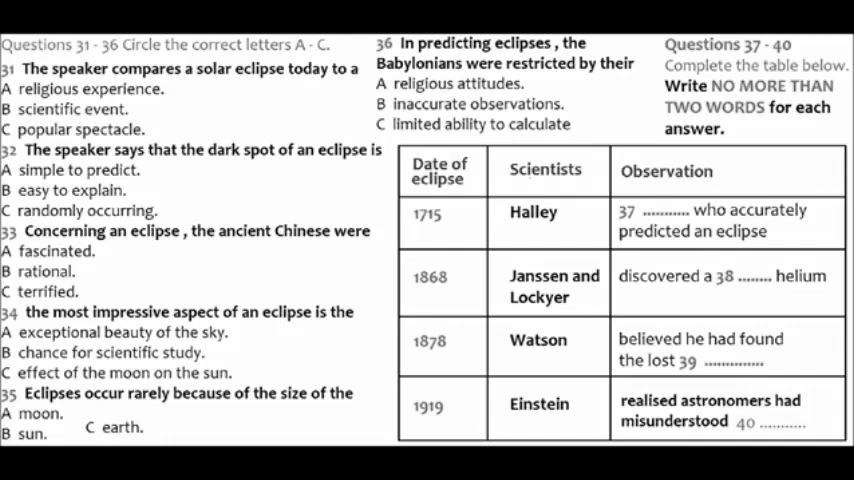 Questions 31 - 36 Circle the correct letters A - C.
31 The speaker compares a solar eclipse today to a
A religious experience.
B scientific event.
C popular spectacle.
32 The speaker says that the dark spot of an eclipse is
A simple to predict.
B easy to explain.
C randomly occurring.
33 Concerning an eclipse , the ancient Chinese were
A fascinated.
B rational.
C terrified.
34 the most impressive aspect of an eclipse is the
A exceptional beauty of the sky.
B chance for scientific study.
C effect of the moon on the sun.
35 Eclipses occur rarely because of the size of the
A moon.
B sun.
C earth.
36 In predicting eclipses , the
Babylonians were restricted by their
A religious attitudes.
B inaccurate observations.
C limited ability to calculate
Questions 37 - 40
Complete the table below.
Write NO MORE THAN
TWO WORDS for each
answer.
Date of
eclipse
Scientists
Observation
1715
Halley
37 ........... who accurately
predicted an eclipse
1868
Janssen and
Lockyer
discovered a 38 ........ helium
1878
Watson
believed he had found
the lost 39 ..............
1919
Einstein
realised astronomers had
misunderstood 40 ...........